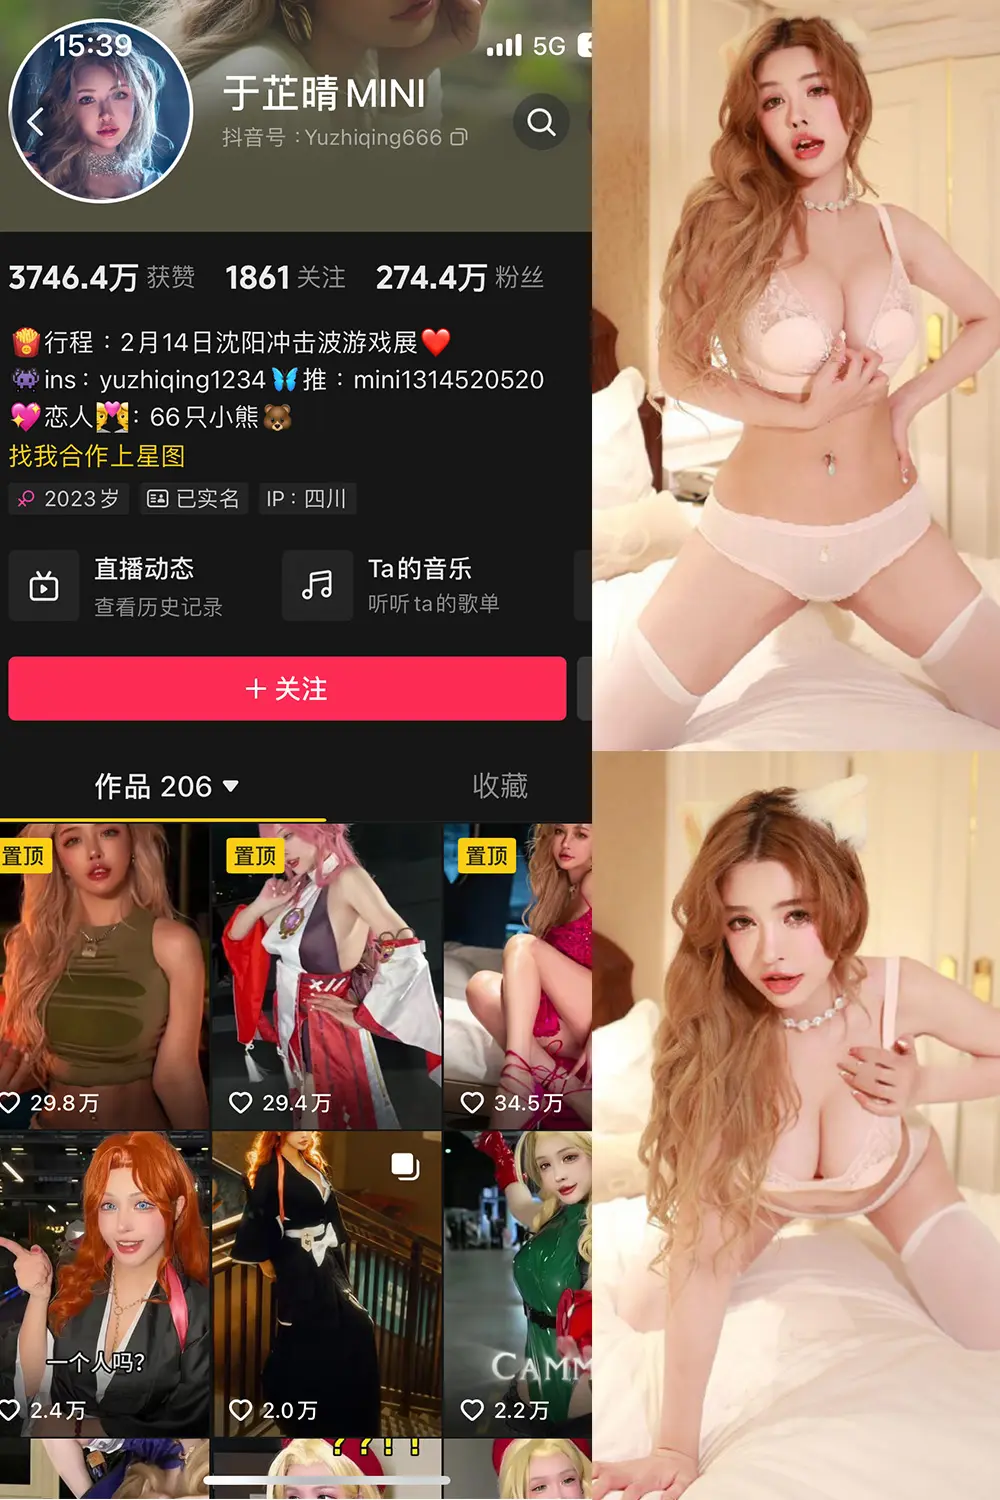 15:39
5G
于芷晴MINI
抖音号：Yuzhiqing666
3746.4万 获赞 1861 关注 274.4万 粉丝
🍟行程：2月14日沈阳冲击波游戏展❤️
👾ins：yuzhiqing1234🦋推：mini1314520520
💖恋人👩‍❤️‍💋‍👨：66只小熊🐻
找我合作上星图
2023岁 已实名 IP：四川
直播动态
查看历史记录
Ta的音乐
听听ta的歌单
+ 关注
作品 206
收藏
置顶 置顶 置顶
29.8万 29.4万 34.5万
一个人吗？
CAMM
2.4万 2.0万 2.2万
??!!